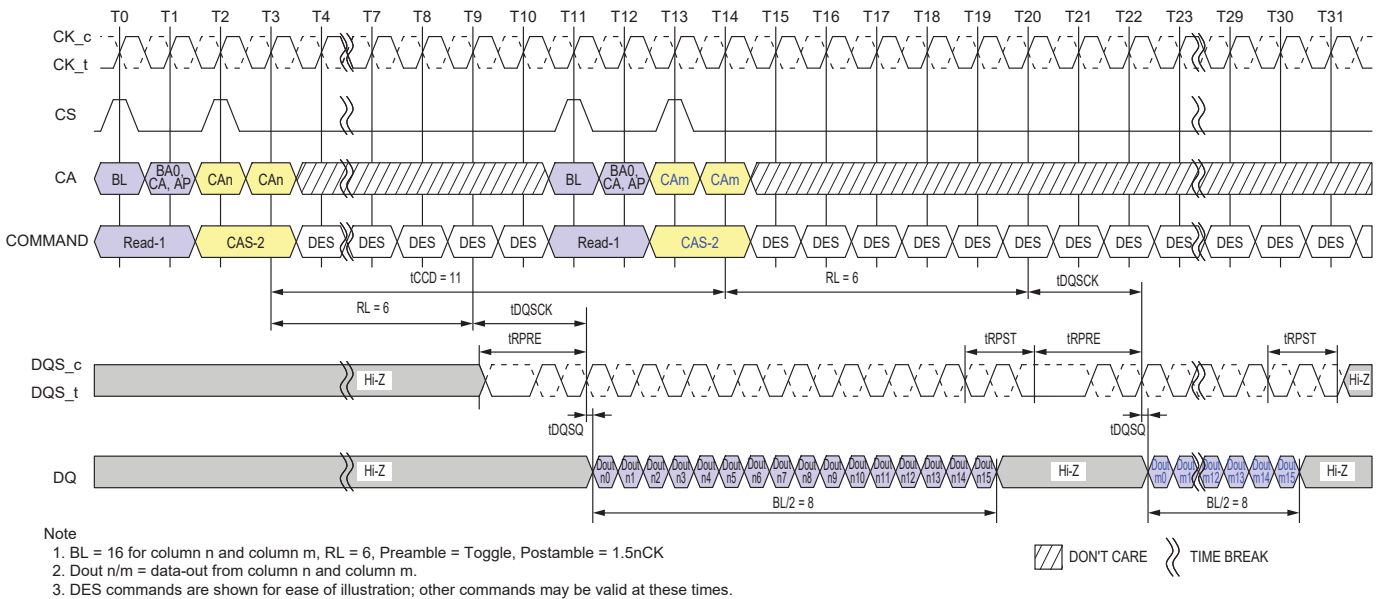 T0 T1 T2 T3 T4 T7 T8 T9 T10 T11 T12 T13 T14 T15 T16 T17 T18 T19 T20 T21 T22 T23 T29 T30 T31
CK_c
CK_t
CS
CA BL BA0, CA, AP CAn CAn BL BA0, CA, AP CAm CAm
COMMAND Read-1 CAS-2 DES DES DES DES DES Read-1 CAS-2 DES DES DES DES DES DES DES DES DES DES DES DES
tCCD = 11 RL = 6 tDQSCK
RL = 6 tDQSCK
tRPRE tRPST tRPRE tRPST
DQS_c
DQS_t
Hi-Z Hi-Z
tDQSQ tDQSQ
DQ Hi-Z Dout n0 Dout n1 Dout n2 Dout n3 Dout n4 Dout n5 Dout n6 Dout n7 Dout n8 Dout n9 Dout n10 Dout n11 Dout n12 Dout n13 Dout n14 Dout n15 Hi-Z Dout m0 Dout m1 Dout m12 Dout m13 Dout m14 Dout m15 Hi-Z
BL/2 = 8 BL/2 = 8
Note
1. BL = 16 for column n and column m, RL = 6, Preamble = Toggle, Postamble = 1.5nCK
2. Dout n/m = data-out from column n and column m.
3. DES commands are shown for ease of illustration; other commands may be valid at these times.
DON'T CARE TIME BREAK